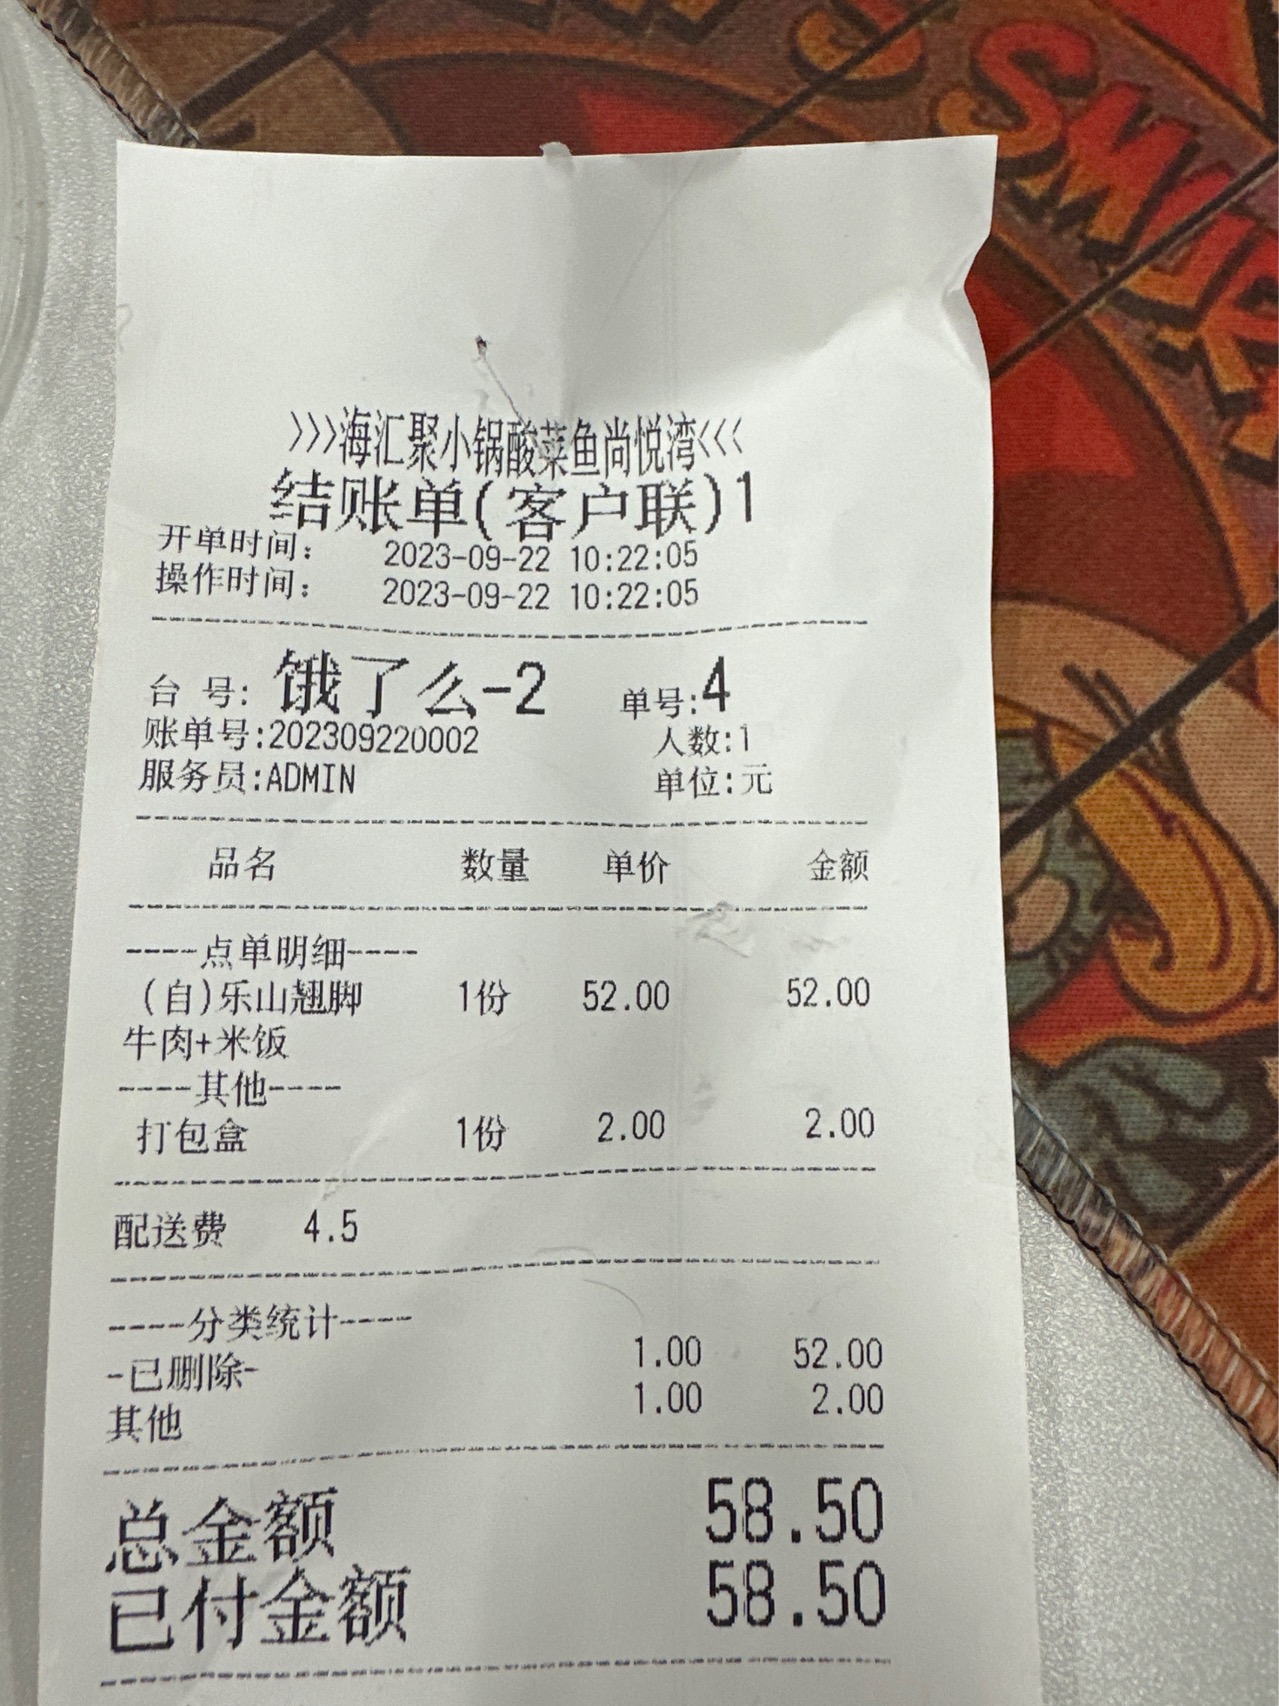 >>>海汇聚小锅酸菜鱼尚悦湾<<<
结账单(客户联)1
开单时间: 2023-09-22 10:22:05
操作时间: 2023-09-22 10:22:05
台 号: 饿了么-2 单号:4
账单号:202309220002 人数:1
服务员:ADMIN 单位:元
品名 数量 单价 金额
----点单明细----
(自)乐山翘脚 1份 52.00 52.00
牛肉+米饭
----其他----
打包盒 1份 2.00 2.00
配送费 4.5
----分类统计----
-已删除- 1.00 52.00
其他 1.00 2.00
总金额 58.50
已付金额 58.50